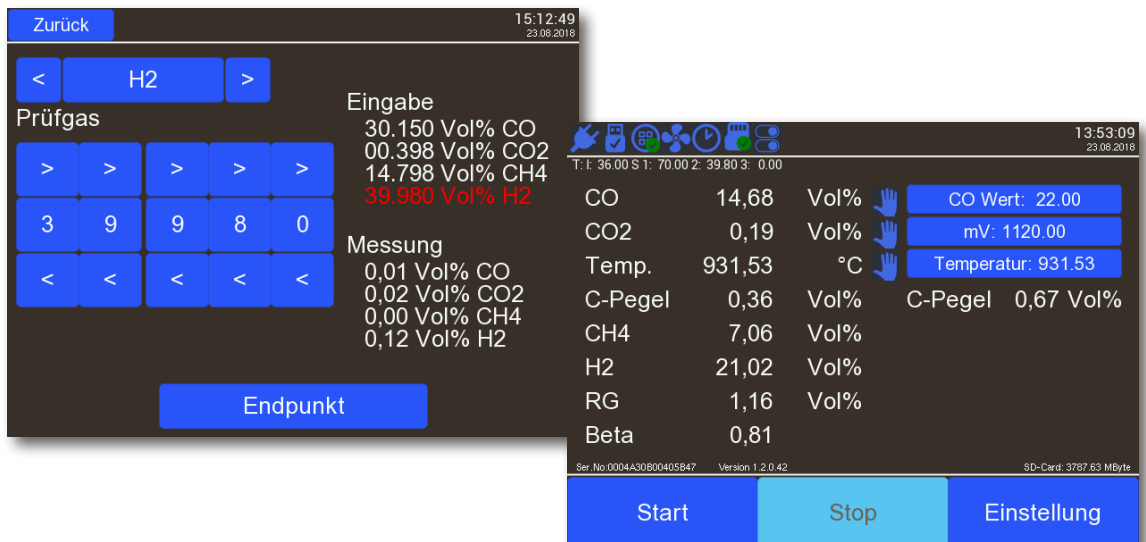 Zurück
15:12:49
23.08.2018
< H2 >
Prüfgas
> > > > >
3 9 9 8 0
< < < < <
Eingabe
30.150 Vol% CO
00.398 Vol% CO2
14.798 Vol% CH4
39.980 Vol% H2
Messung
0,01 Vol% CO
0,02 Vol% CO2
0,00 Vol% CH4
0,12 Vol% H2
Endpunkt
13:53:09
23.08.2018
T: I: 36.00 S 1: 70.00 2: 39.80 3: 0.00
CO 14,68 Vol% CO Wert: 22.00
CO2 0,19 Vol% mV: 1120.00
Temp. 931,53 °C Temperatur: 931.53
C-Pegel 0,36 Vol% C-Pegel 0,67 Vol%
CH4 7,06 Vol%
H2 21,02 Vol%
RG 1,16 Vol%
Beta 0,81
Ser.No:0004A30B00405B47 Version 1.2.0.42 SD-Card: 3787.63 MByte
Start Stop Einstellung